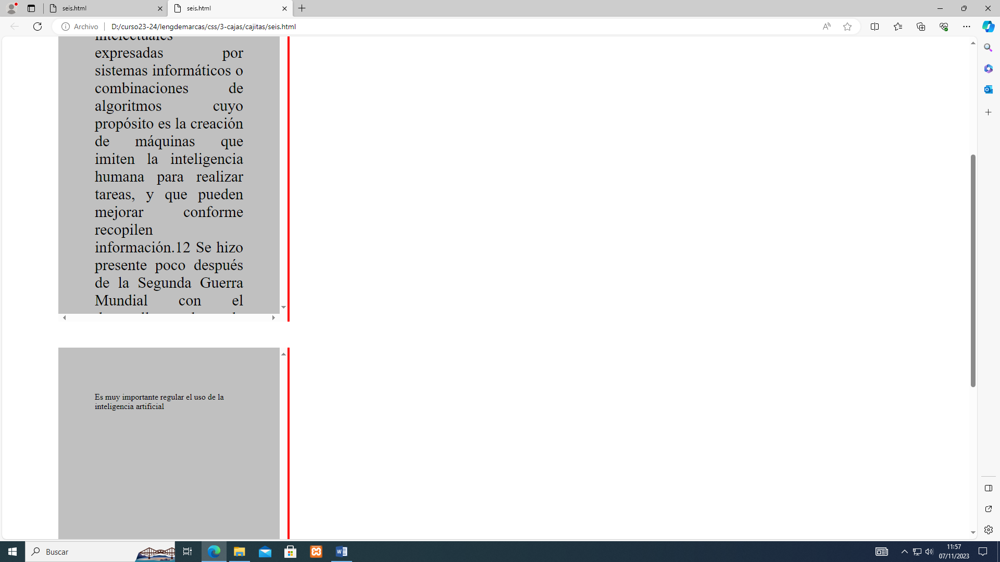 seis.html
seis.html
Archivo
D:/curso23-24/lengdemarcas/css/3-cajas/cajitas/seis.html
intelectuales
expresadas por
sistemas informáticos o
combinaciones de
algoritmos cuyo
propósito es la creación
de máquinas que
imiten la inteligencia
humana para realizar
tareas, y que pueden
mejorar conforme
recopilen
información.12 Se hizo
presente poco después
de la Segunda Guerra
Mundial con el
Es muy importante regular el uso de la
inteligencia artificial
Buscar
11:57
07/11/2023